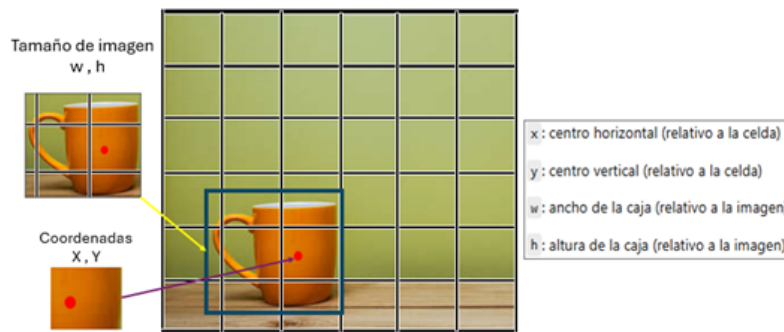 Tamaño de imagen
w , h
Coordenadas
X , Y
x : centro horizontal (relativo a la celda)
y : centro vertical (relativo a la celda)
w : ancho de la caja (relativo a la imagen)
h : altura de la caja (relativo a la imagen)